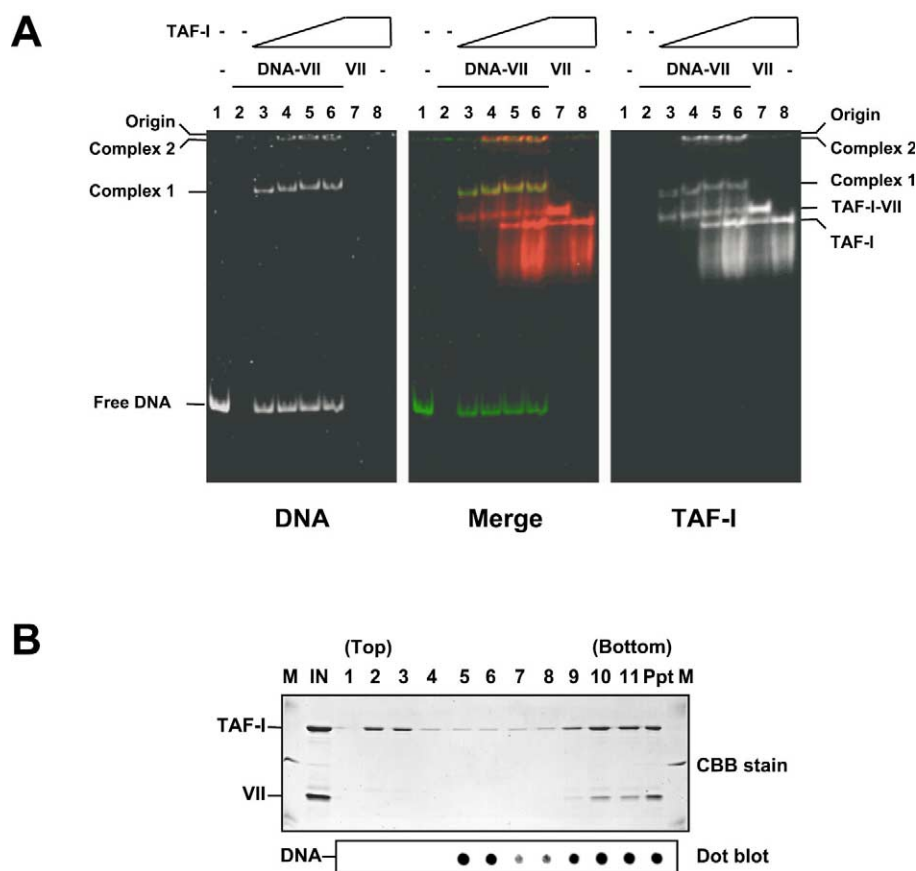 A
TAF-I - - - - - -
- DNA-VII VII - - DNA-VII VII - - DNA-VII VII -
1 2 3 4 5 6 7 8 1 2 3 4 5 6 7 8 1 2 3 4 5 6 7 8
Origin Origin
Complex 2 Complex 2
Complex 1 Complex 1
TAF-I-VII
TAF-I
Free DNA
DNA Merge TAF-I
B
(Top) (Bottom)
M IN 1 2 3 4 5 6 7 8 9 10 11 Ppt M
TAF-I
CBB stain
VII
DNA Dot blot